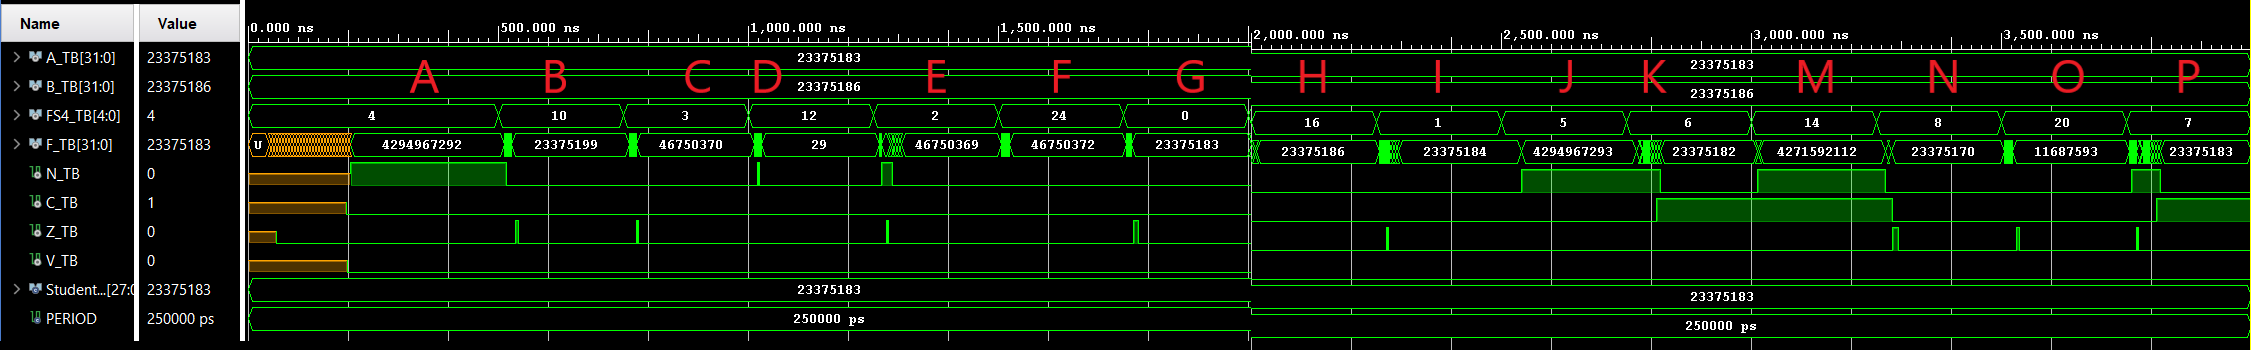 Name Value 0.000 ns 500.000 ns 1,000.000 ns 1,500.000 ns 2,000.000 ns 2,500.000 ns 3,000.000 ns 3,500.000 ns
A_TB[31:0] 23375183 23375183 23375183
A B C D E F G H I J K M N O P
B_TB[31:0] 23375186 23375186 23375186
FS4_TB[4:0] 4 4 10 3 12 2 24 0 16 1 5 6 14 8 20 7
F_TB[31:0] 23375183 U 4294967292 23375199 46750370 29 46750369 46750372 23375183 23375186 23375184 4294967293 23375182 4271592112 23375170 11687593 23375183
N_TB 0
C_TB 1
Z_TB 0
V_TB 0
Student...[27:0 23375183 23375183 23375183
PERIOD 250000 ps 250000 ps 250000 ps